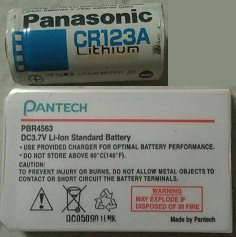 Panasonic
CR123A
Lithium
PANTECH
PBR4563
DC3.7V Li-Ion Standard Battery
• USE PROVIDED CHARGER FOR OPTIMAL BATTERY PERFORMANCE.
• DO NOT STORE ABOVE 60°C(140°F).
CAUTION:
TO PREVENT INJURY OR BURNS, DO NOT ALLOW METAL OBJECTS TO
CONTACT OR SHORT CIRCUIT THE BATTERY TERMINALS.
WARNING
MAY EXPLODE IF
DISPOSED OF IN FIRE
Made by Pantech